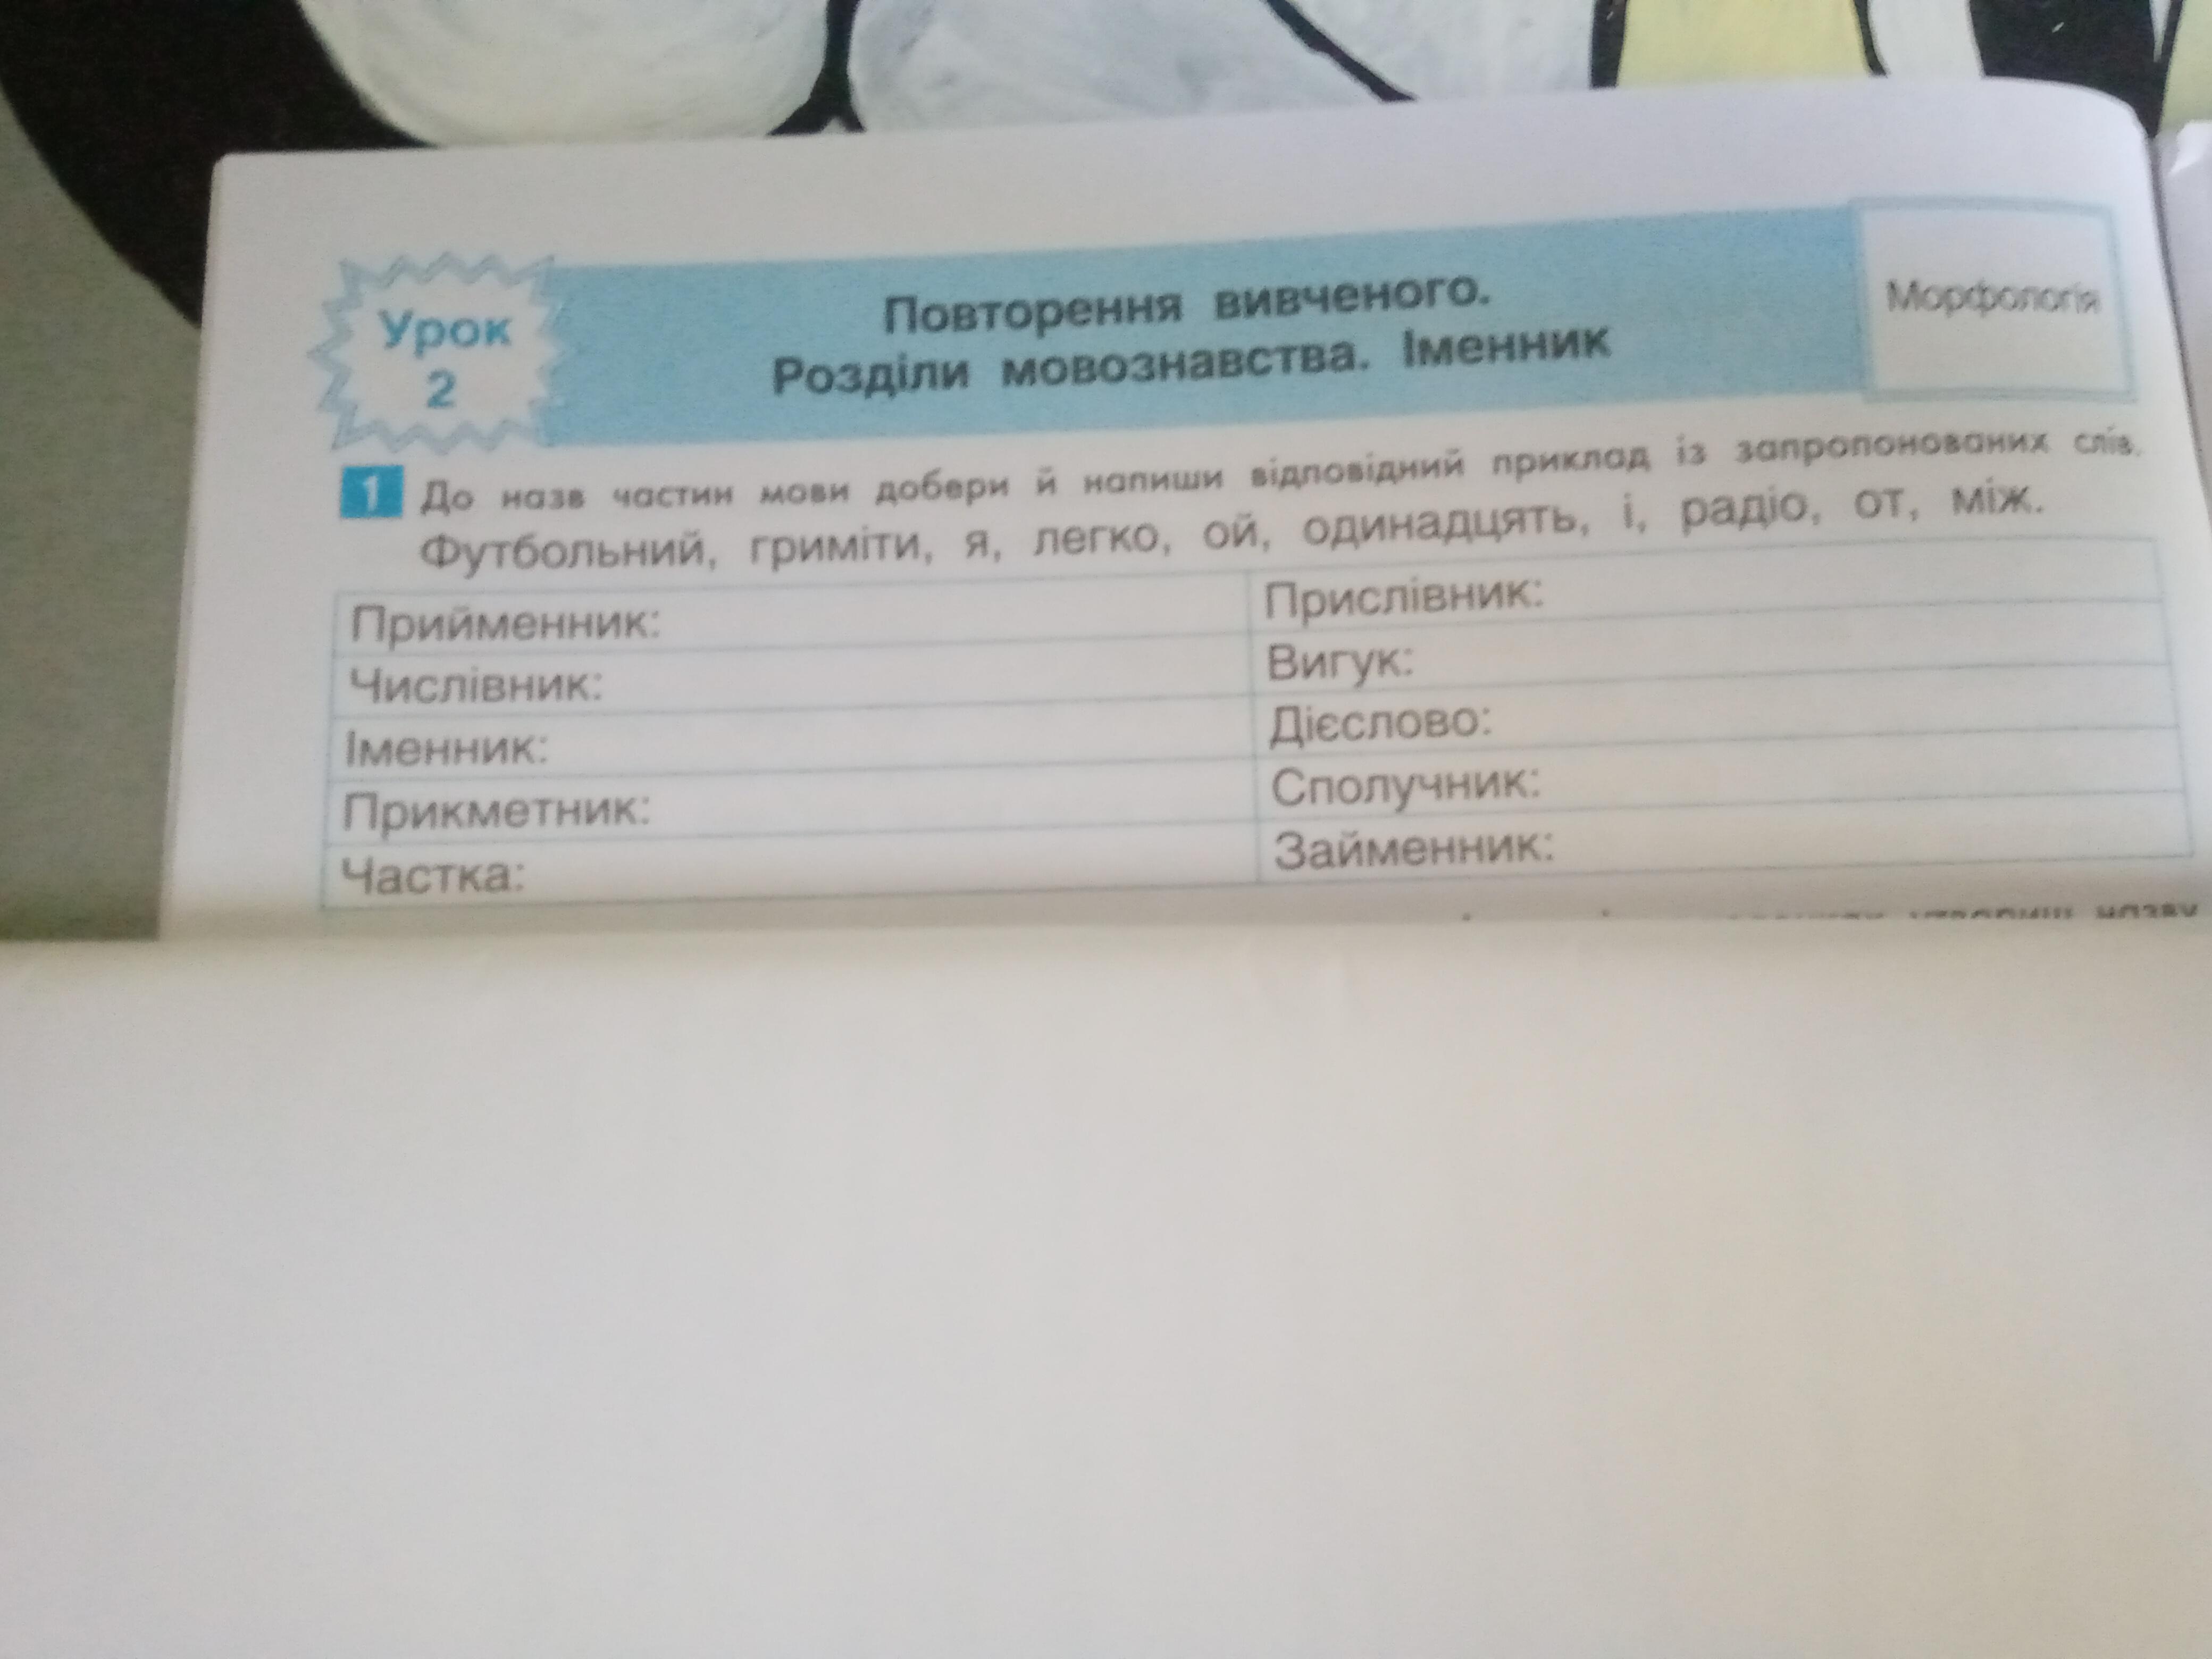 Урок
2
Повторення вивченого.
Розділи мовознавства. Іменник
Морфологія
1 До назв частин мови добери й напиши відповідний приклад із запропонованих слів.
Футбольний, гриміти, я, легко, ой, одинадцять, і, радіо, от, між.
Прийменник:
Числівник:
Іменник:
Прикметник:
Частка:
Прислівник:
Вигук:
Дієслово:
Сполучник:
Займенник:
назву